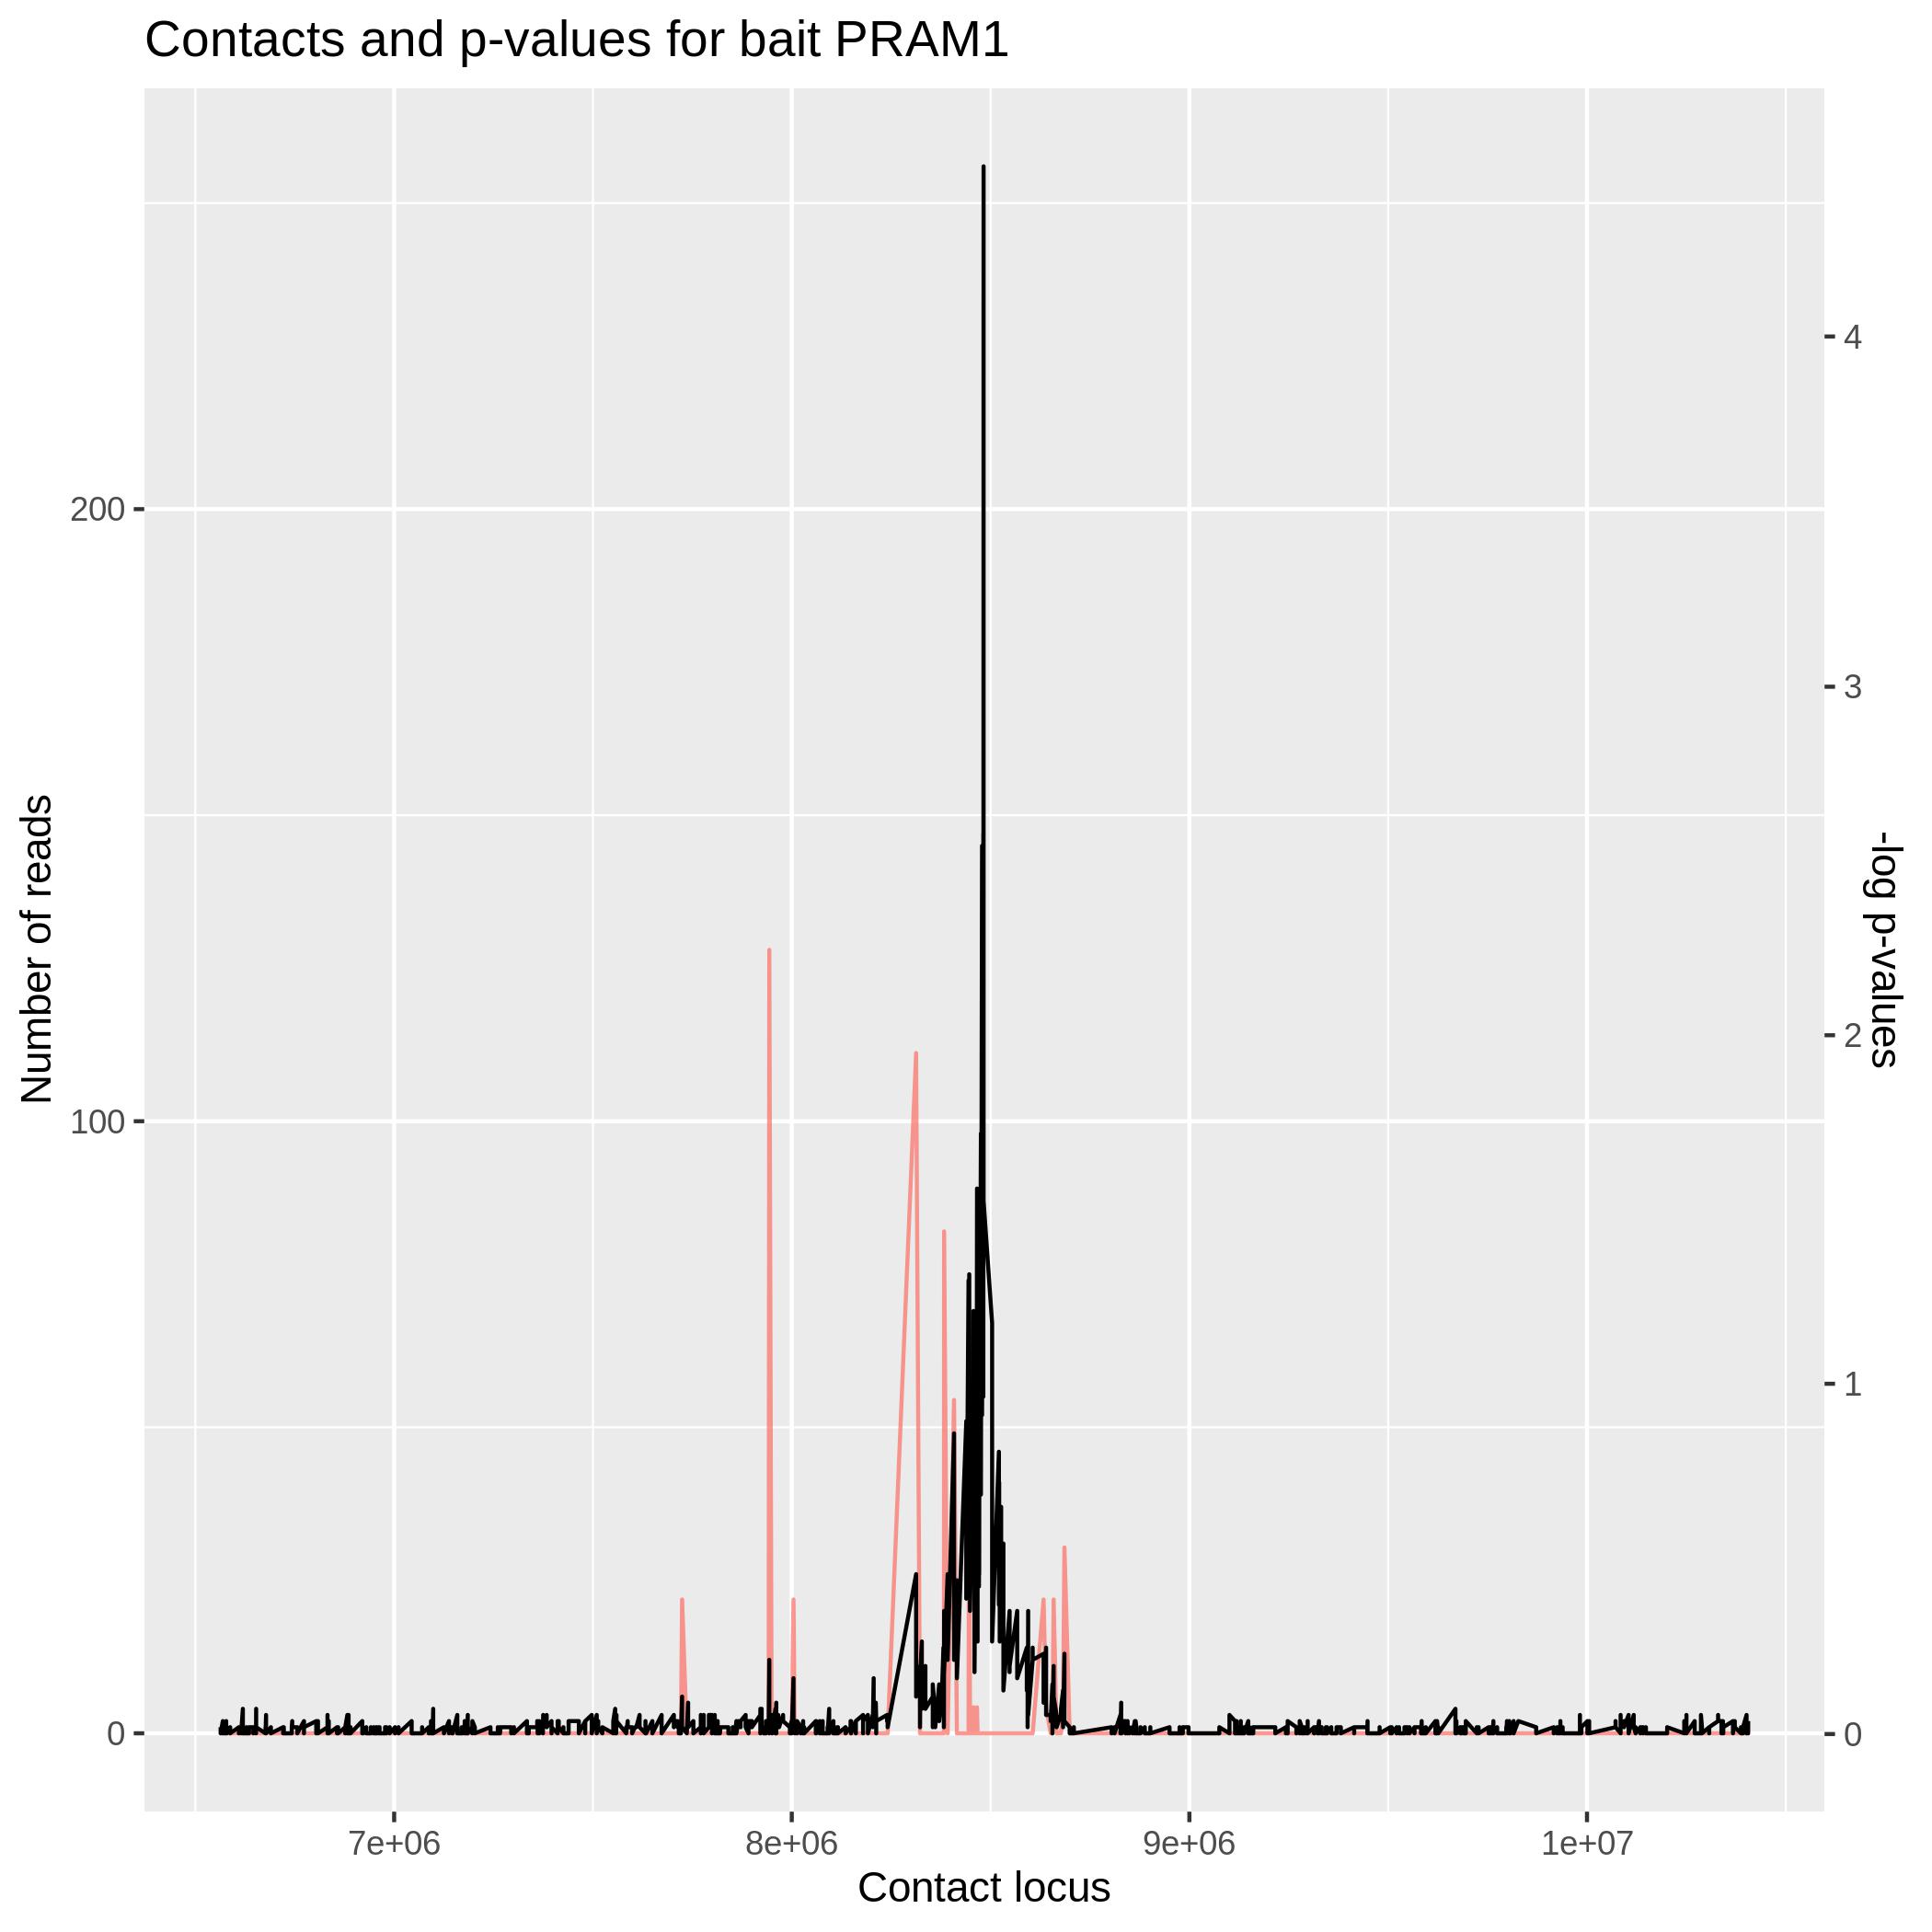 Contacts and p-values for bait PRAM1
Number of reads
200
100
0
4
3
2
1
0
-log p-values
7e+06 8e+06 9e+06 1e+07
Contact locus